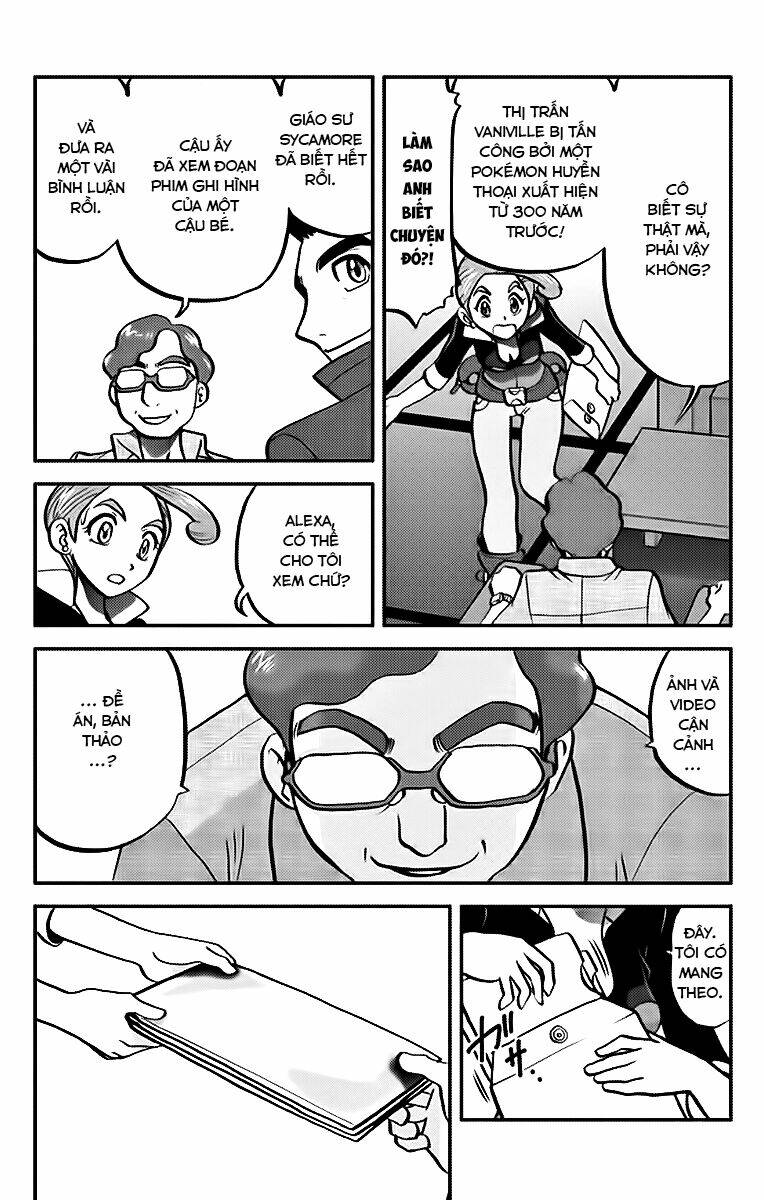 CÔ
BIẾT SỰ
THẬT MÀ,
PHẢI VẬY
KHÔNG?
THỊ TRẤN
VANIVILLE BỊ TẤN
CÔNG BỞI MỘT
POKÉMON HUYỀN
THOẠI XUẤT HIỆN
TỪ 300 NĂM
TRƯỚC!
LÀM
SAO
ANH
BIẾT
CHUYỆN
ĐÓ?!
GIÁO SƯ
SYCAMORE
ĐÃ BIẾT HẾT
RỒI.
CẬU ẤY
ĐÃ XEM ĐOẠN
PHIM GHI HÌNH
CỦA MỘT
CẬU BÉ.
VÀ
ĐƯA RA
MỘT VÀI
BÌNH LUẬN
RỒI.
ALEXA,
CÓ THỂ
CHO TÔI
XEM CHỨ?
ẢNH VÀ
VIDEO
CẬN
CẢNH
...
... ĐỀ
ÁN, BẢN
THẢO
...?
ĐÂY.
TÔI CÓ
MANG
THEO.
ガサ…